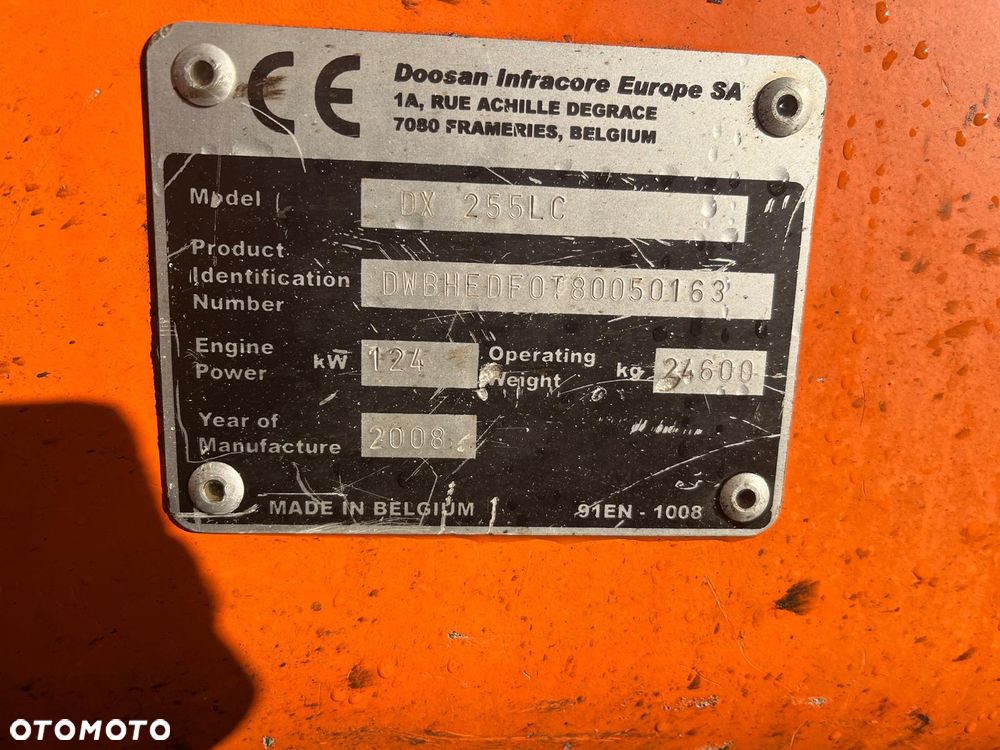 CE
Doosan Infracore Europe SA
1A, RUE ACHILLE DEGRACE
7080 FRAMERIES, BELGIUM
Model DX 255LC
Product
Identification
Number
DWBHEDF0T80050163
Engine
Power kW 124
Operating
Weight kg 24600
Year of
Manufacture 2008
MADE IN BELGIUM 91EN - 1008
OTOMOTO